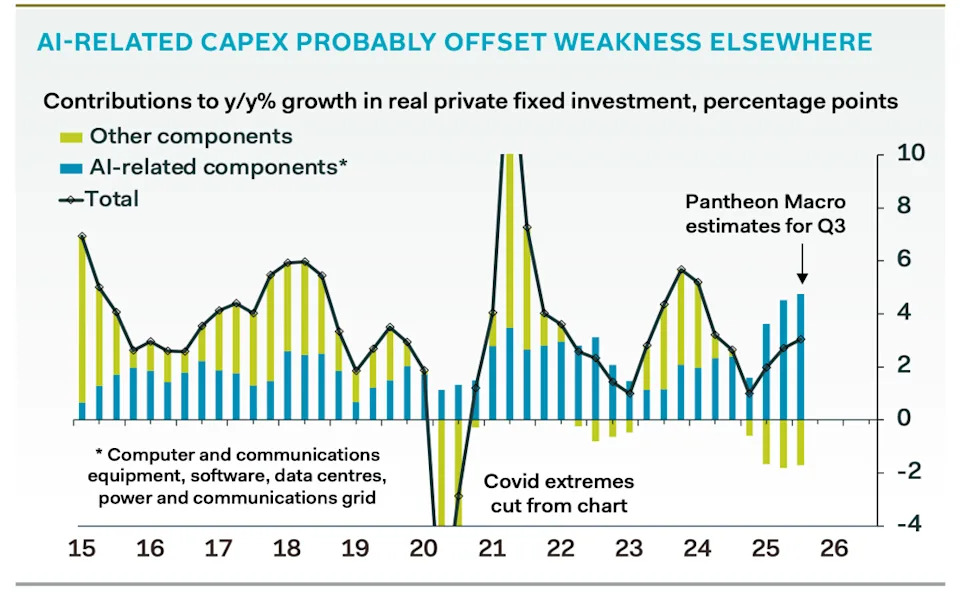 AI-RELATED CAPEX PROBABLY OFFSET WEAKNESS ELSEWHERE
Contributions to y/y% growth in real private fixed investment, percentage points
Other components
AI-related components*
Total
Pantheon Macro
estimates for Q3
10
8
6
4
2
0
-2
-4
* Computer and communications
equipment, software, data centres,
power and communications grid
Covid extremes
cut from chart
15 16 17 18 19 20 21 22 23 24 25 26